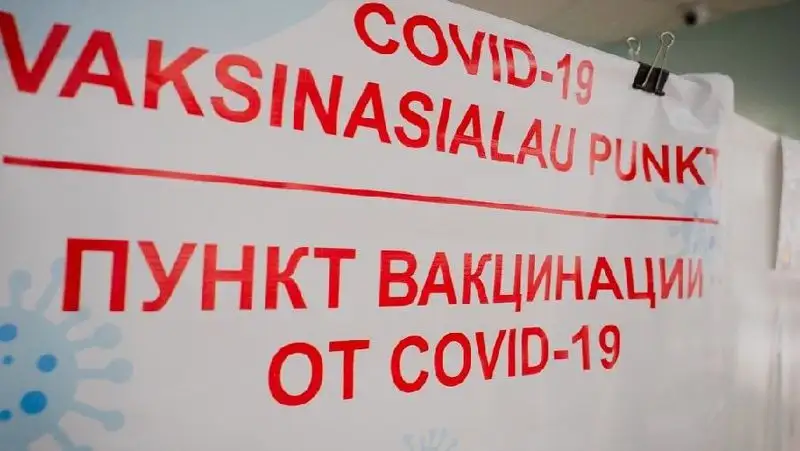 COVID-19
VAKSINASIALAU PUNKT
ПУНКТ ВАКЦИНАЦИИ
ОТ COVID-19